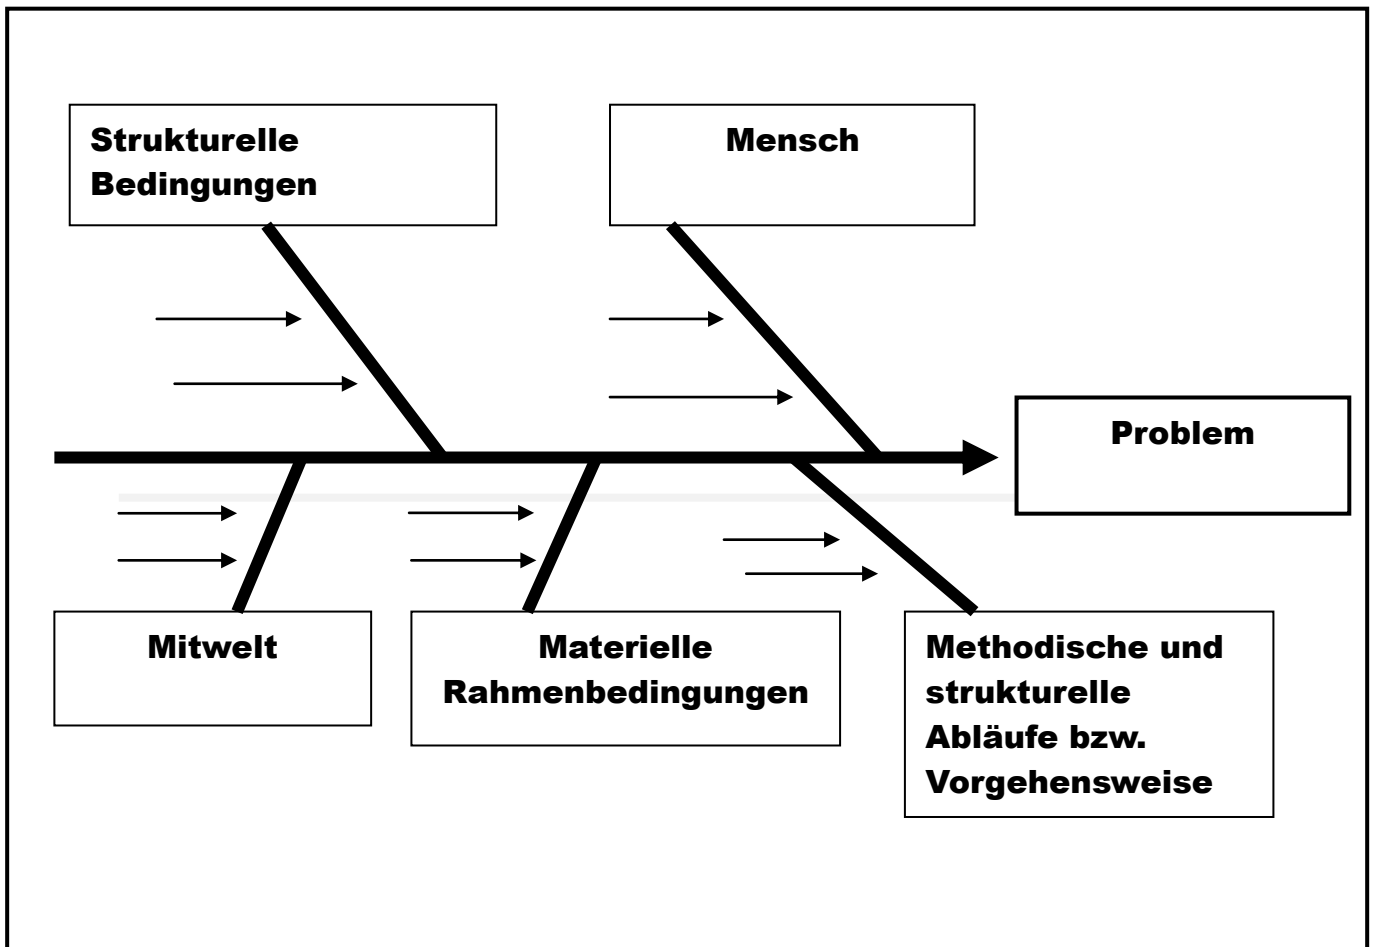 Strukturelle
Bedingungen
Mensch
Problem
Mitwelt
Materielle
Rahmenbedingungen
Methodische und
strukturelle
Abläufe bzw.
Vorgehensweise